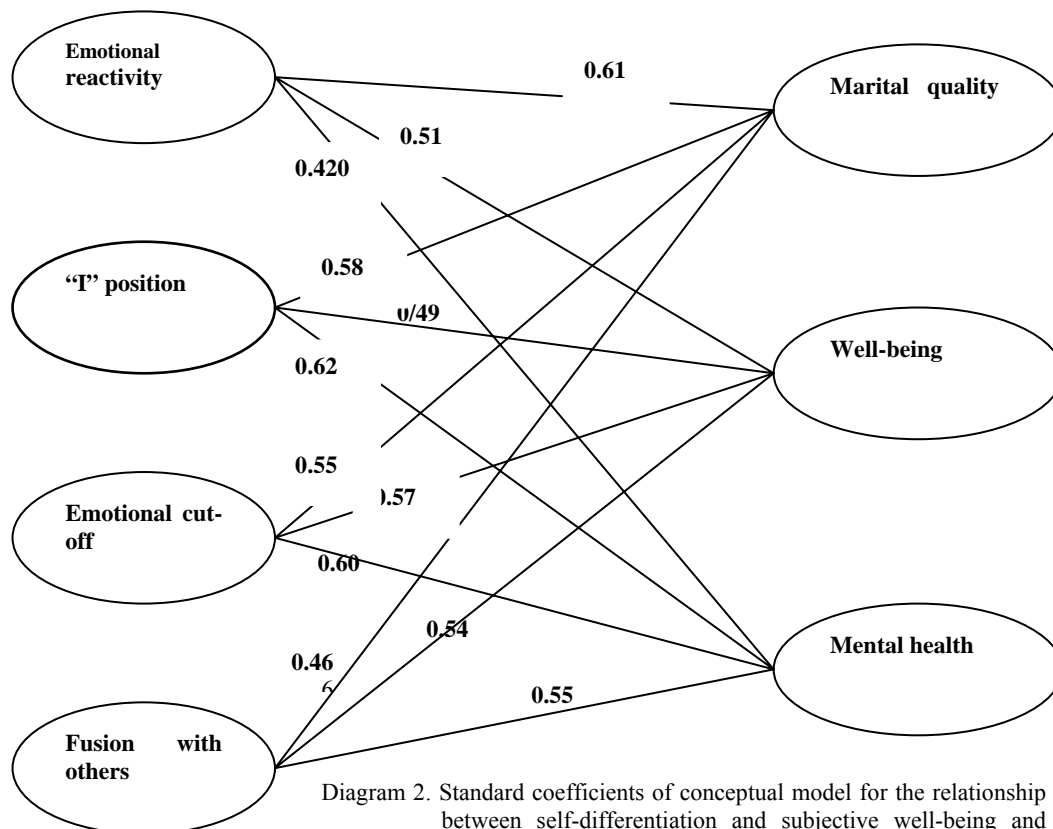 Emotional
reactivity
0.61
Marital quality
0.51
0.420
"I" position
0.58
0/49
Well-being
0.62
0.55
0.57
Emotional cut-
off
0.60
0.54
Mental health
0.46
0.55
Fusion with
others
Diagram 2. Standard coefficients of conceptual model for the relationship
between self-differentiation and subjective well-being and